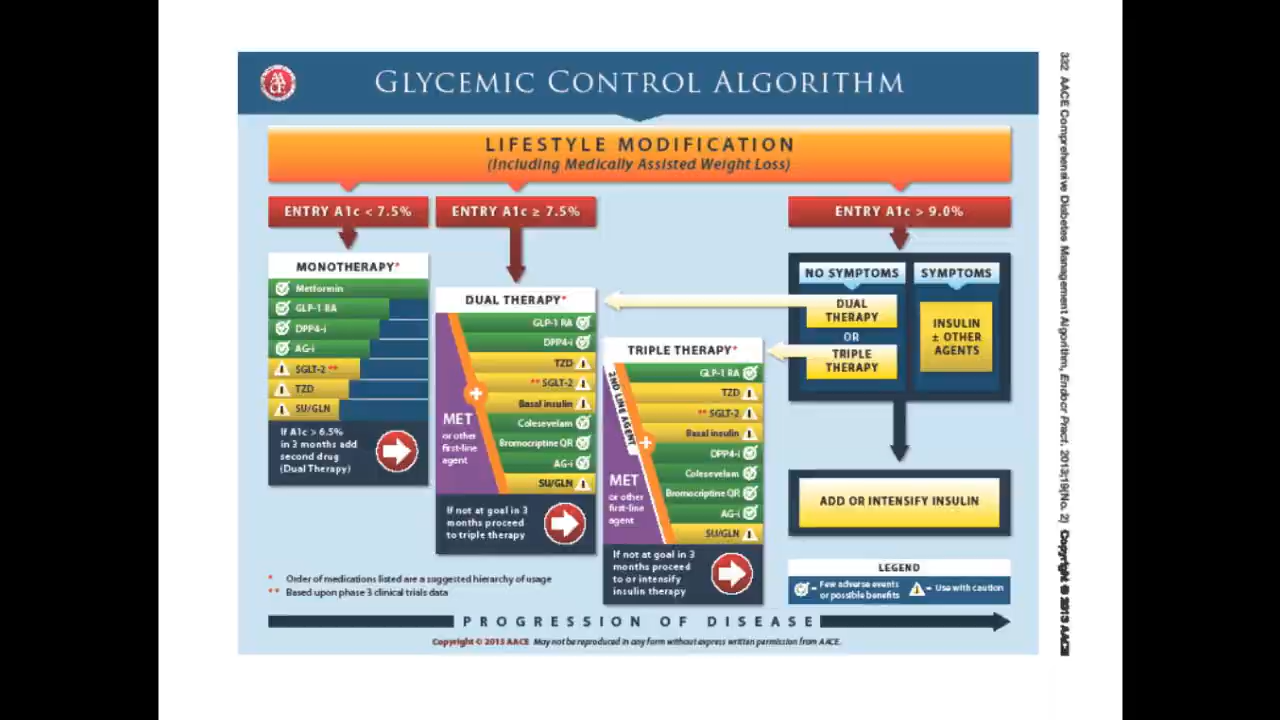 GLYCEMIC CONTROL ALGORITHM
LIFESTYLE MODIFICATION
(Including Medically Assisted Weight Loss)
ENTRY A1c < 7.5%
ENTRY A1c ≥ 7.5%
ENTRY A1c > 9.0%
MONOTHERAPY*
Metformin
GLP-1 RA
DPP4-i
AG-i
SGLT-2 **
TZD
SU/GLN
If A1c > 6.5%
in 3 months add
second drug
(Dual Therapy)
DUAL THERAPY*
GLP-1 RA
DPP4-i
TZD
** SGLT-2
Basal insulin
Colesevelam
Bromocriptine QR
AG-i
SU/GLN
+
MET
or other
first-line
agent
If not at goal in 3
months proceed
to triple therapy
TRIPLE THERAPY*
GLP-1 RA
TZD
** SGLT-2
Basal insulin
DPP4-i
Colesevelam
Bromocriptine QR
AG-i
SU/GLN
2ND LINE AGENT
+
MET
or other
first-line
agent
If not at goal in 3
months proceed
to or intensify
insulin therapy
NO SYMPTOMS
DUAL
THERAPY
OR
TRIPLE
THERAPY
SYMPTOMS
INSULIN
± OTHER
AGENTS
ADD OR INTENSIFY INSULIN
LEGEND
= Few adverse events
or possible benefits
= Use with caution
* Order of medications listed are a suggested hierarchy of usage
** Based upon phase 3 clinical trials data
PROGRESSION OF DISEASE
Copyright © 2013 AACE May not be reproduced in any form without express written permission from AACE.
332 AACE Comprehensive Diabetes Management Algorithm, Endocr Pract. 2013;19(No. 2) Copyright © 2013 AACE